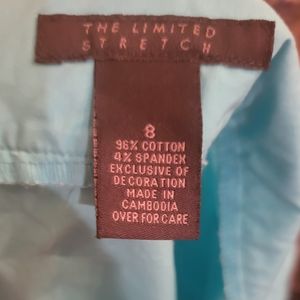 THE LIMITED
STRETCH
8
96% COTTON
4% SPANDEX
EXCLUSIVE OF
DECORATION
MADE IN
CAMBODIA
OVER FOR CARE